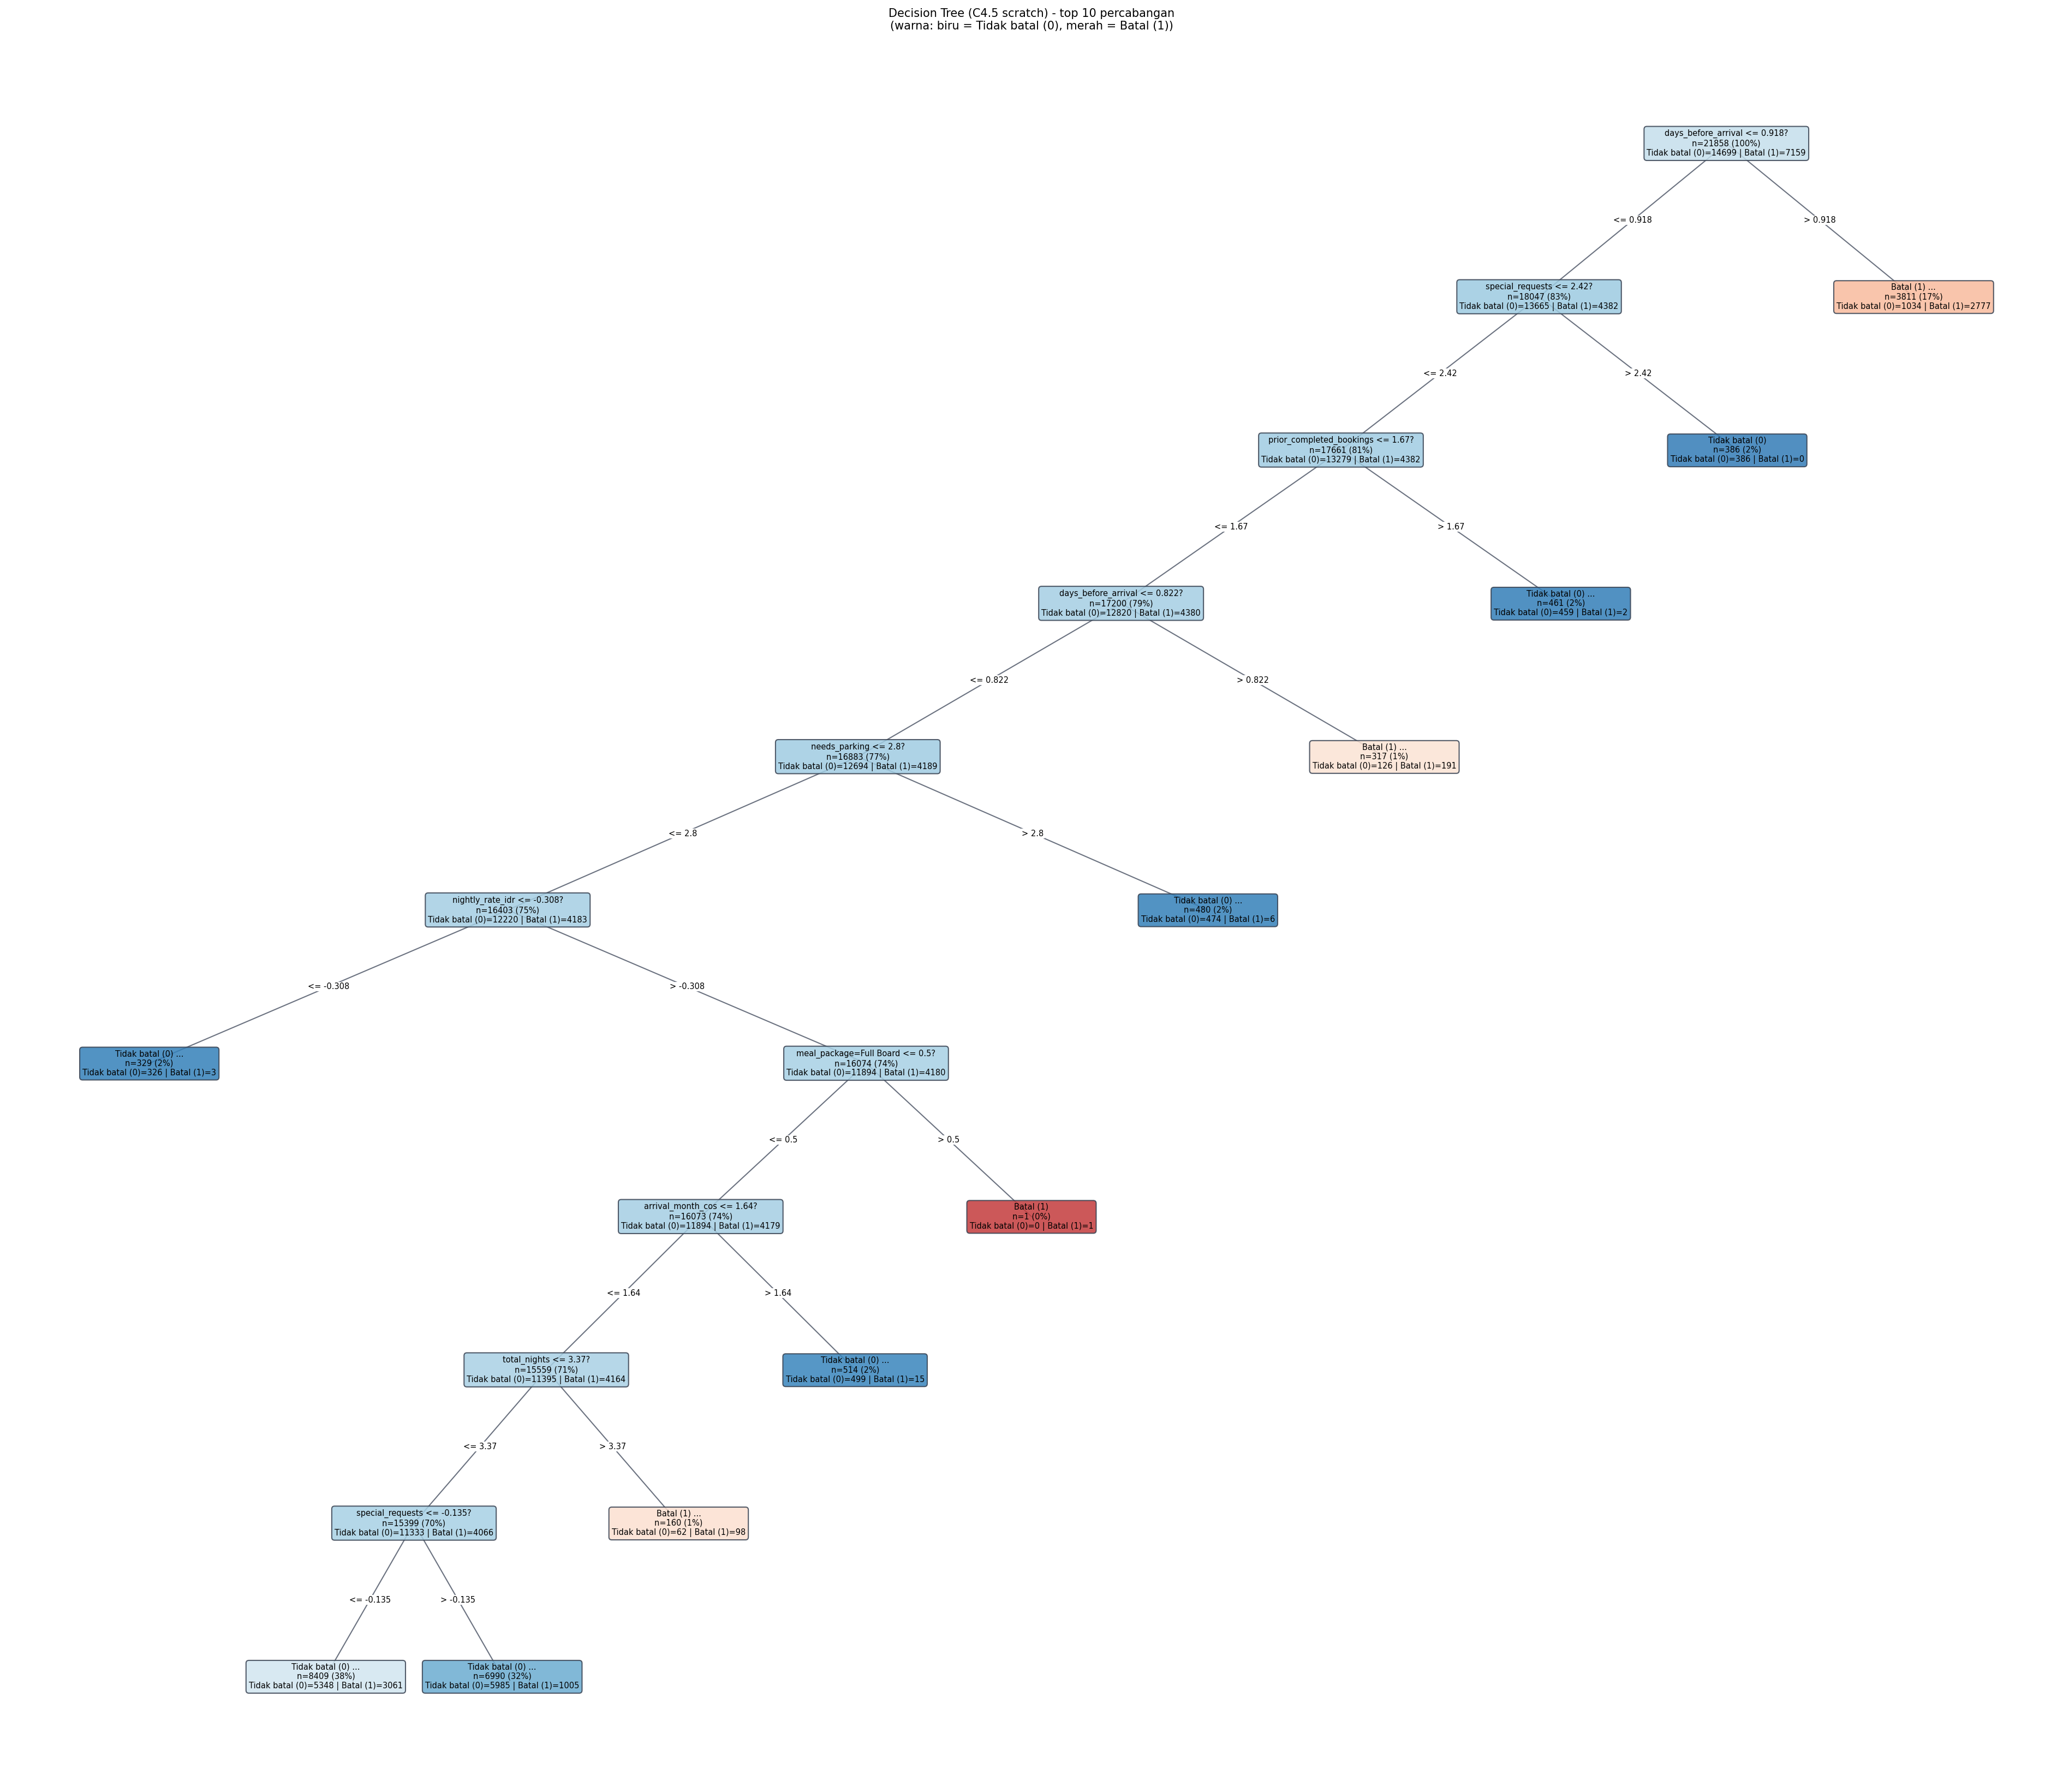 Decision Tree (C4.5 scratch) - top 10 percabangan
(warna: biru = Tidak batal (0), merah = Batal (1))
days_before_arrival <= 0.918?
n=21858 (100%)
Tidak batal (0)=14699 | Batal (1)=7159
<= 0.918
> 0.918
special_requests <= 2.42?
n=18047 (83%)
Tidak batal (0)=13665 | Batal (1)=4382
Batal (1) ...
n=3811 (17%)
Tidak batal (0)=1034 | Batal (1)=2777
<= 2.42
> 2.42
prior_completed_bookings <= 1.67?
n=17661 (81%)
Tidak batal (0)=13279 | Batal (1)=4382
Tidak batal (0)
n=386 (2%)
Tidak batal (0)=386 | Batal (1)=0
<= 1.67
> 1.67
days_before_arrival <= 0.822?
n=17200 (79%)
Tidak batal (0)=12820 | Batal (1)=4380
Tidak batal (0) ...
n=461 (2%)
Tidak batal (0)=459 | Batal (1)=2
<= 0.822
> 0.822
needs_parking <= 2.8?
n=16883 (77%)
Tidak batal (0)=12694 | Batal (1)=4189
Batal (1) ...
n=317 (1%)
Tidak batal (0)=126 | Batal (1)=191
<= 2.8
> 2.8
nightly_rate_idr <= -0.308?
n=16403 (75%)
Tidak batal (0)=12220 | Batal (1)=4183
Tidak batal (0) ...
n=480 (2%)
Tidak batal (0)=474 | Batal (1)=6
<= -0.308
> -0.308
Tidak batal (0) ...
n=329 (2%)
Tidak batal (0)=326 | Batal (1)=3
meal_package=Full Board <= 0.5?
n=16074 (74%)
Tidak batal (0)=11894 | Batal (1)=4180
<= 0.5
> 0.5
arrival_month_cos <= 1.64?
n=16073 (74%)
Tidak batal (0)=11894 | Batal (1)=4179
Batal (1)
n=1 (0%)
Tidak batal (0)=0 | Batal (1)=1
<= 1.64
> 1.64
total_nights <= 3.37?
n=15559 (71%)
Tidak batal (0)=11395 | Batal (1)=4164
Tidak batal (0) ...
n=514 (2%)
Tidak batal (0)=499 | Batal (1)=15
<= 3.37
> 3.37
special_requests <= -0.135?
n=15399 (70%)
Tidak batal (0)=11333 | Batal (1)=4066
Batal (1) ...
n=160 (1%)
Tidak batal (0)=62 | Batal (1)=98
<= -0.135
> -0.135
Tidak batal (0) ...
n=8409 (38%)
Tidak batal (0)=5348 | Batal (1)=3061
Tidak batal (0) ...
n=6990 (32%)
Tidak batal (0)=5985 | Batal (1)=1005